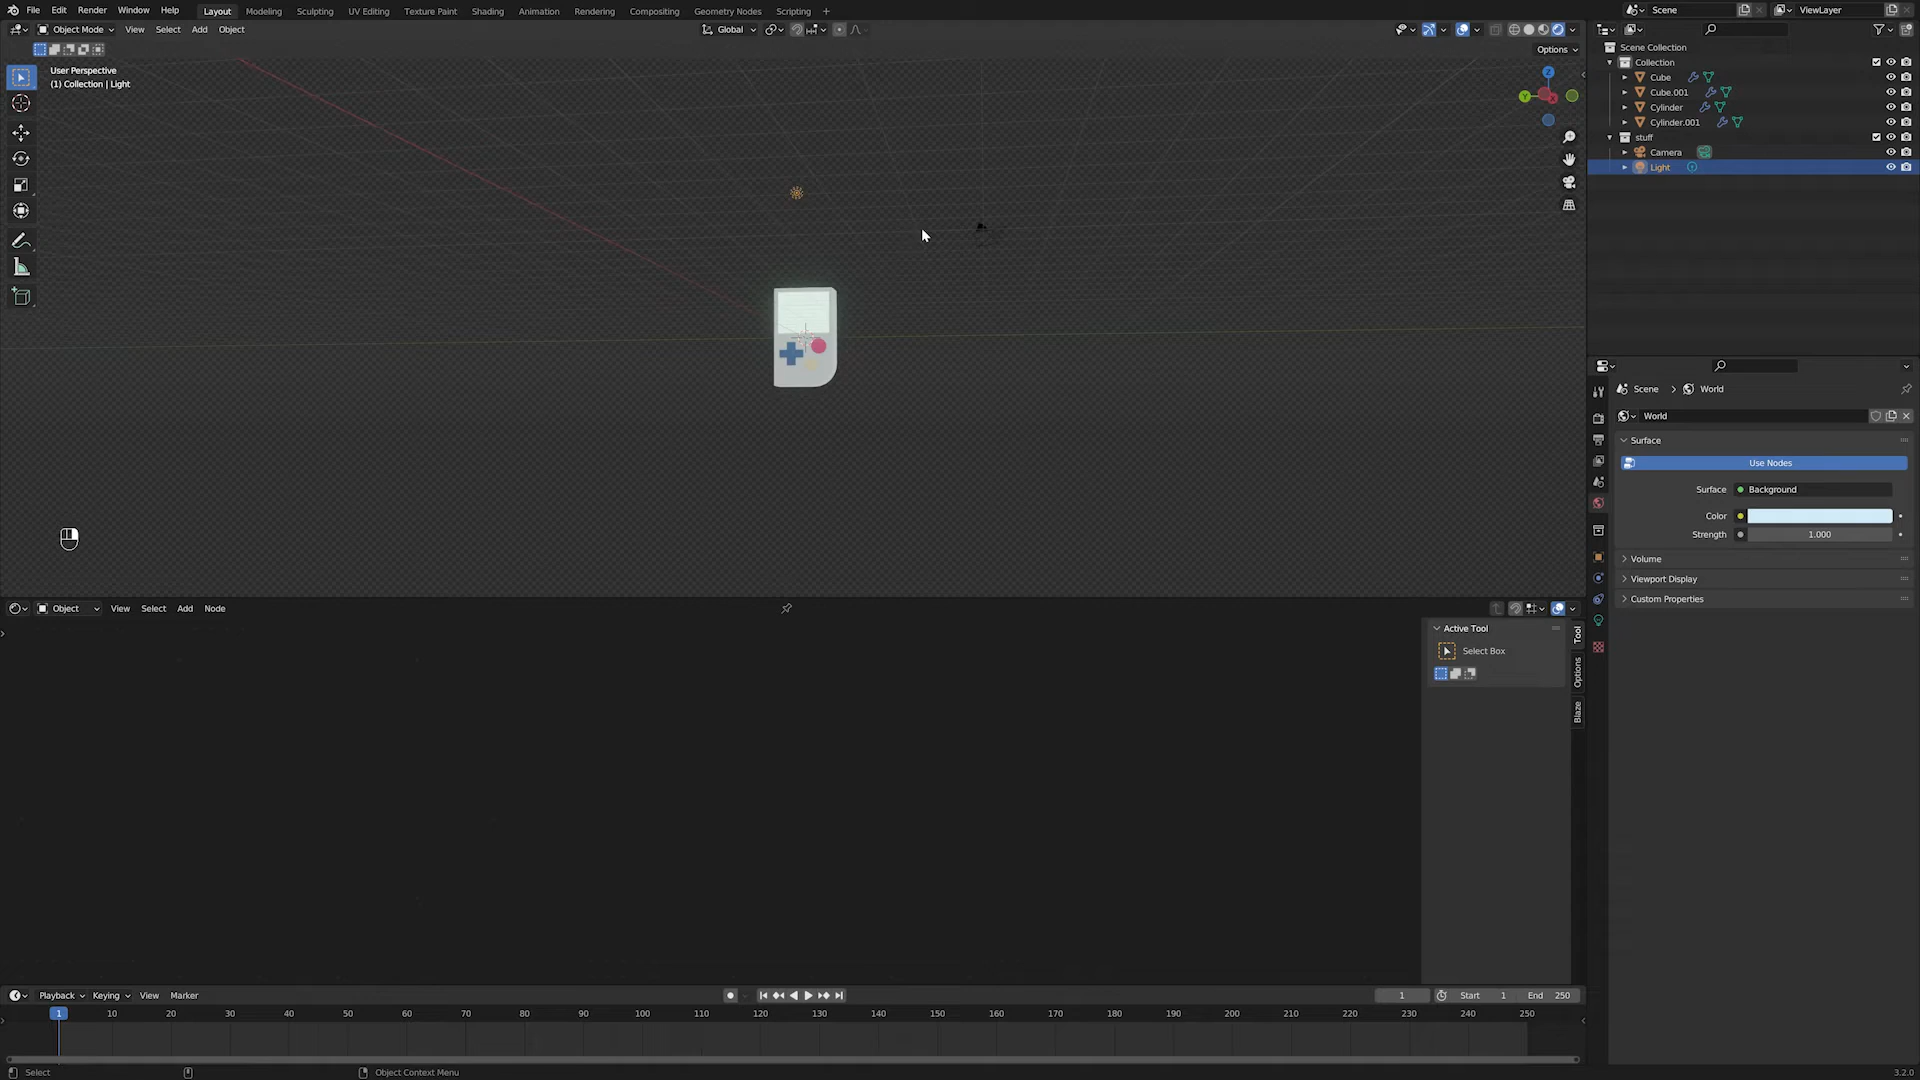 File Edit Render Window Help Layout Modeling Sculpting UV Editing Texture Paint Shading Animation Rendering Compositing Geometry Nodes Scripting + Scene ViewLayer
Object Mode View Select Add Object Global
Options
User Perspective
(1) Collection | Light
Scene Collection
Collection
Cube
Cube.001
Cylinder
Cylinder.001
stuff
Camera
Light
Z
Y
X
Scene > World
World
Surface
Use Nodes
Surface Background
Color
Strength 1.000
Volume
Viewport Display
Custom Properties
Object View Select Add Node
Active Tool
Select Box
Tool
Options
Blaze
Playback Keying View Marker 1 Start 1 End 250
1 10 20 30 40 50 60 70 80 90 100 110 120 130 140 150 160 170 180 190 200 210 220 230 240 250
Select Object Context Menu 3.2.0